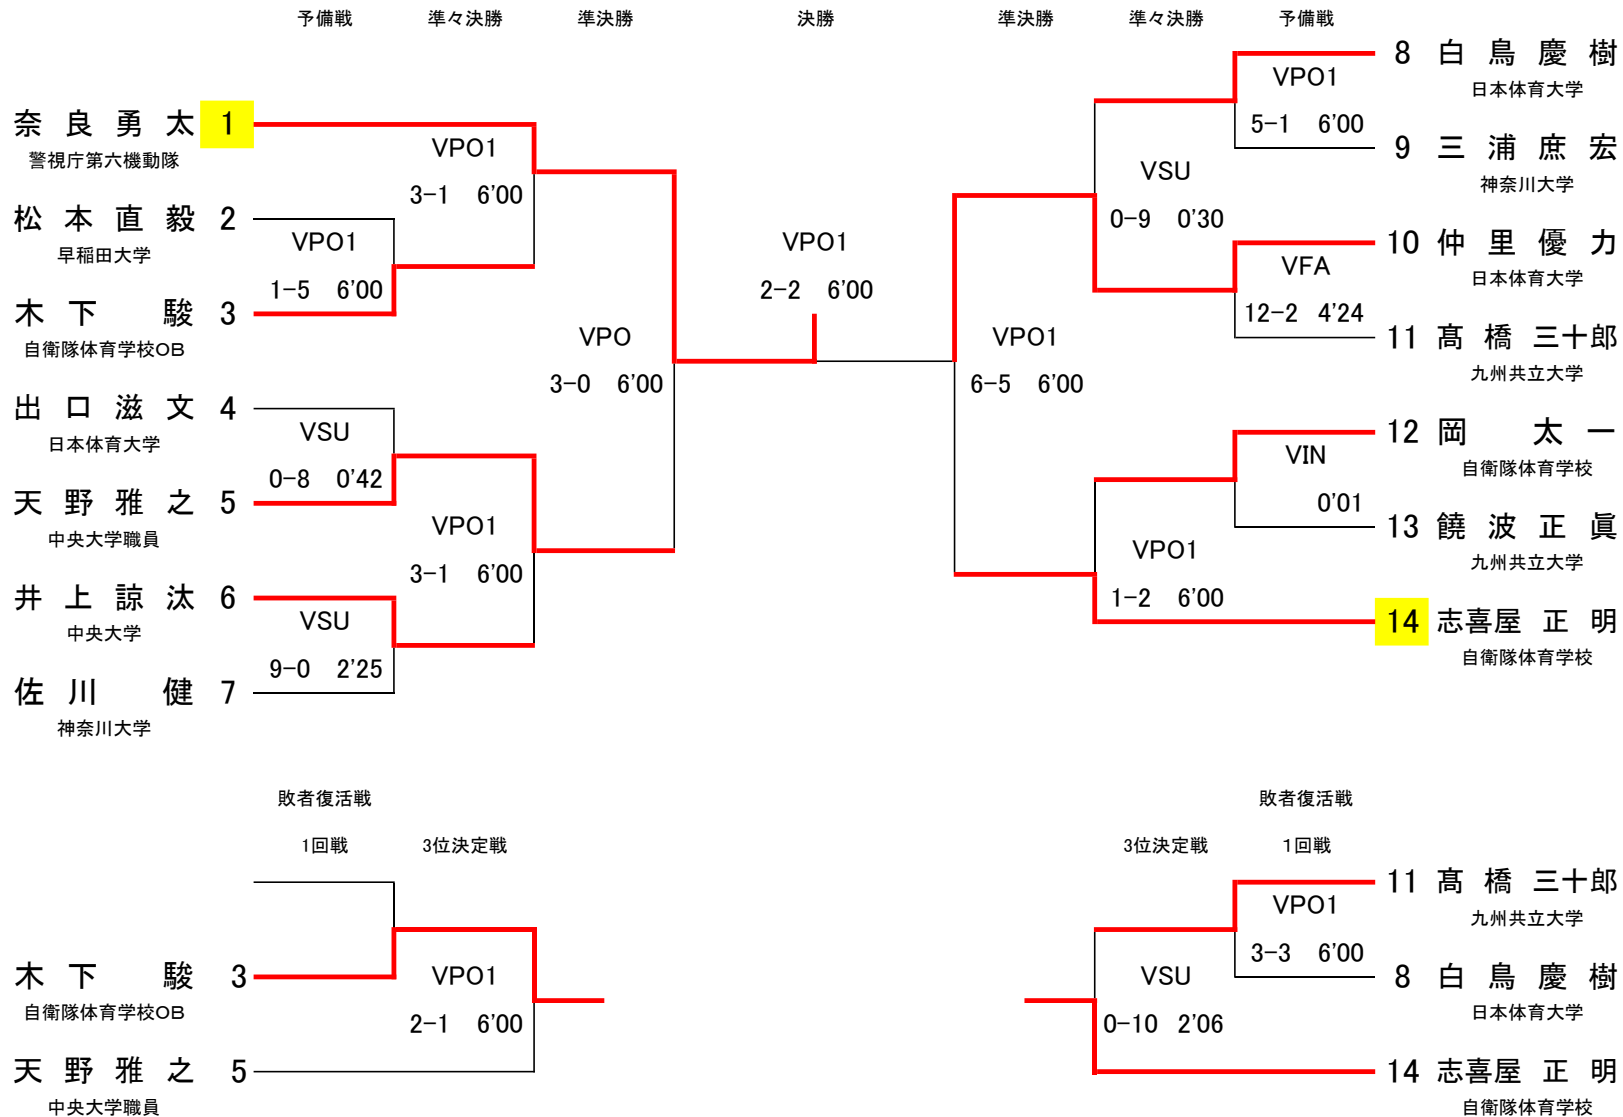 予備戦 準々決勝 準決勝 決勝 準決勝 準々決勝 予備戦
奈良勇太 1
警視庁第六機動隊
松本直毅 2
早稲田大学
木下 駿 3
自衛隊体育学校OB
出口滋文 4
日本体育大学
天野雅之 5
中央大学職員
井上諒汰 6
中央大学
佐川 健 7
神奈川大学
VPO1
1-5 6'00
VSU
0-8 0'42
VSU
9-0 2'25
VPO1
3-1 6'00
VPO1
3-1 6'00
VPO
3-0 6'00
VPO1
2-2 6'00
VPO1
6-5 6'00
VSU
0-9 0'30
VPO1
1-2 6'00
VPO1
5-1 6'00
VFA
12-2 4'24
VIN
0'01
8 白鳥慶樹
日本体育大学
9 三浦庶宏
神奈川大学
10 仲里優力
日本体育大学
11 髙橋 三十郎
九州共立大学
12 岡 太一
自衛隊体育学校
13 饒波正眞
九州共立大学
14 志喜屋 正明
自衛隊体育学校
敗者復活戦
1回戦 3位決定戦
木下 駿 3
自衛隊体育学校OB
天野雅之 5
中央大学職員
VPO1
2-1 6'00
敗者復活戦
3位決定戦 1回戦
VSU
0-10 2'06
VPO1
3-3 6'00
11 髙橋 三十郎
九州共立大学
8 白鳥慶樹
日本体育大学
14 志喜屋 正明
自衛隊体育学校